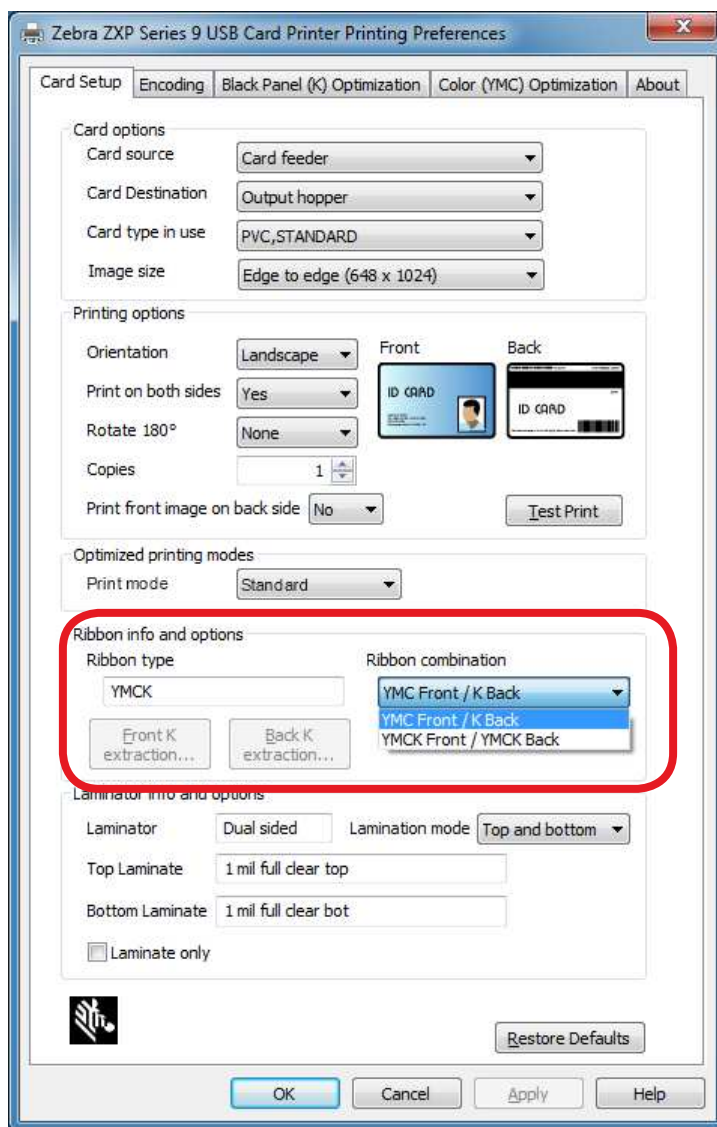 Zebra ZXP Series 9 USB Card Printer Printing Preferences
Card Setup Encoding Black Panel (K) Optimization Color (YMC) Optimization About
Card options
Card source Card feeder
Card Destination Output hopper
Card type in use PVC,STANDARD
Image size Edge to edge (648 x 1024)
Printing options
Orientation Landscape Front Back
Print on both sides Yes
ID CARD ID CARD
Rotate 180° None
Copies 1
Print front image on back side No Test Print
Optimized printing modes
Print mode Standard
Ribbon info and options
Ribbon type Ribbon combination
YMCK YMC Front / K Back
YMC Front / K Back
YMCK Front / YMCK Back
Front K extraction... Back K extraction...
Laminator info and options
Laminator Dual sided Lamination mode Top and bottom
Top Laminate 1 mil full clear top
Bottom Laminate 1 mil full clear bot
Laminate only
Restore Defaults
OK Cancel Apply Help